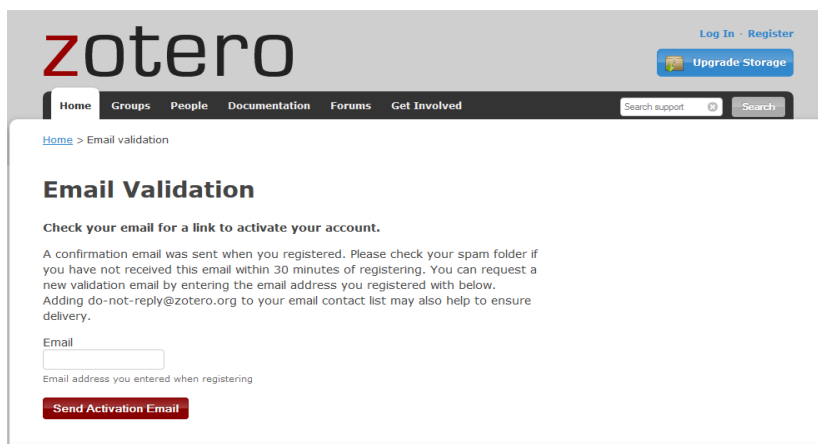 zotero
Log In · Register
Upgrade Storage
Home Groups People Documentation Forums Get Involved
Search support Search
Home > Email validation
Email Validation
Check your email for a link to activate your account.
A confirmation email was sent when you registered. Please check your spam folder if
you have not received this email within 30 minutes of registering. You can request a
new validation email by entering the email address you registered with below.
Adding do-not-reply@zotero.org to your email contact list may also help to ensure
delivery.
Email
Email address you entered when registering
Send Activation Email